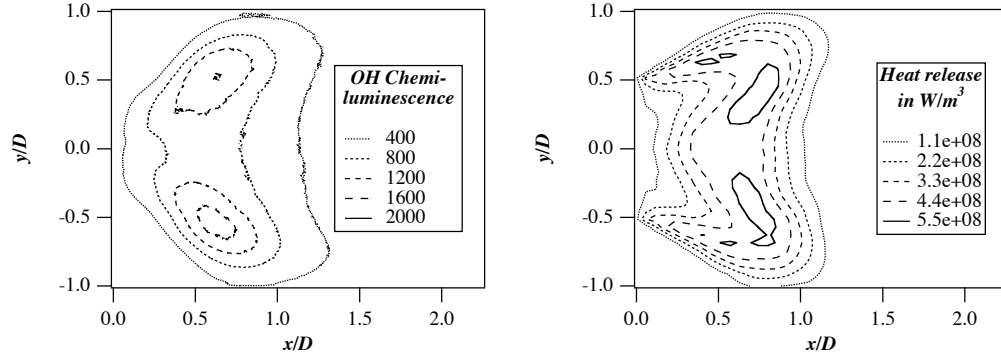 1.0
0.5
0.0
-0.5
-1.0
y/D
0.0 0.5 1.0 1.5 2.0
x/D
OH Chemi-
luminescence
400
800
1200
1600
2000
1.0
0.5
0.0
-0.5
-1.0
y/D
0.0 0.5 1.0 1.5 2.0
x/D
Heat release
in W/m³
1.1e+08
2.2e+08
3.3e+08
4.4e+08
5.5e+08